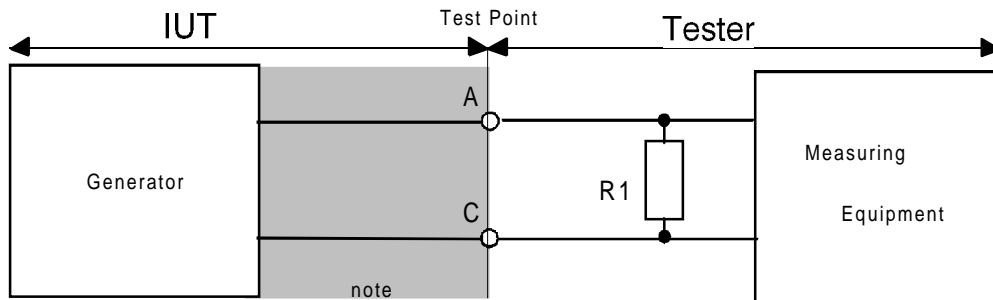 IUT
Test Point
Tester
A
Generator
R1
Measuring
Equipment
C
note